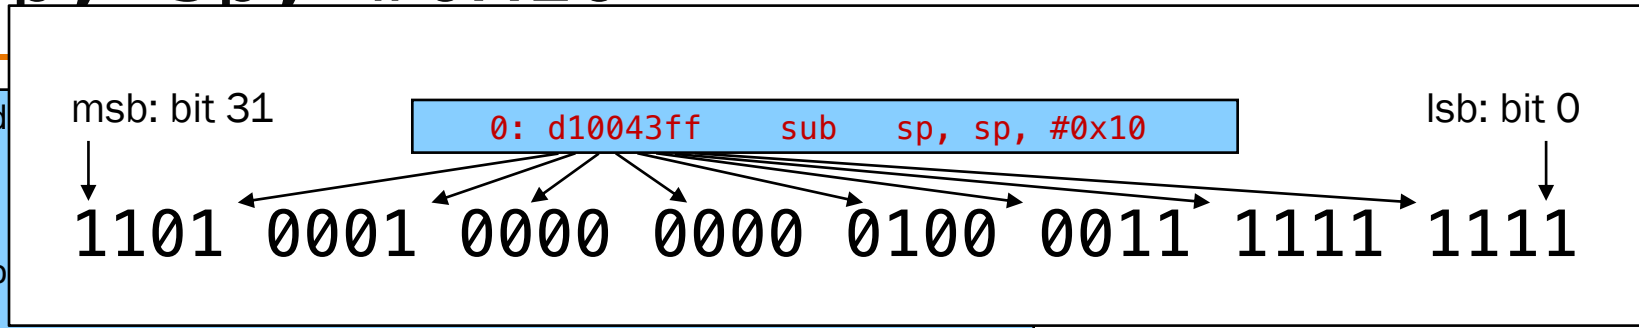 msb: bit 31
0: d10043ff sub sp, sp, #0x10
lsb: bit 0
1101 0001 0000 0000 0100 0011 1111 1111